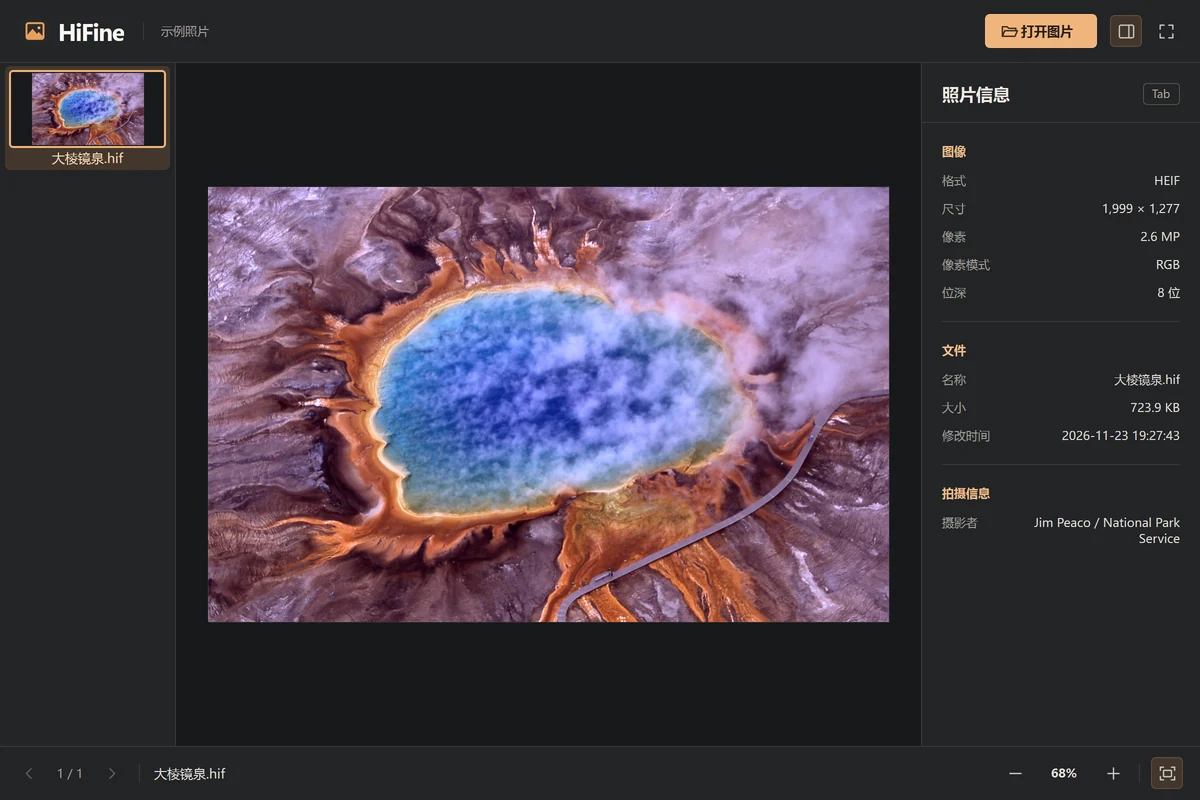 HiFine
示例照片
打开图片
大棱镜泉.hif
照片信息
Tab
图像
格式 HEIF
尺寸 1,999 × 1,277
像素 2.6 MP
像素模式 RGB
位深 8 位
文件
名称 大棱镜泉.hif
大小 723.9 KB
修改时间 2026-11-23 19:27:43
拍摄信息
摄影者 Jim Peaco / National Park
Service
1 / 1
大棱镜泉.hif
68%